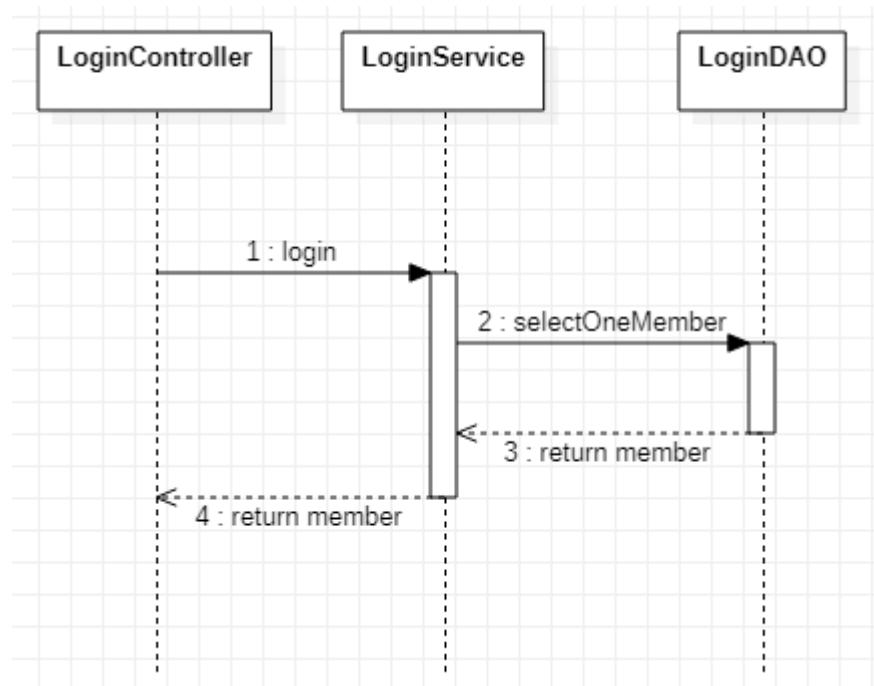 LoginController
LoginService
LoginDAO
1 : login
2 : selectOneMember
3 : return member
4 : return member